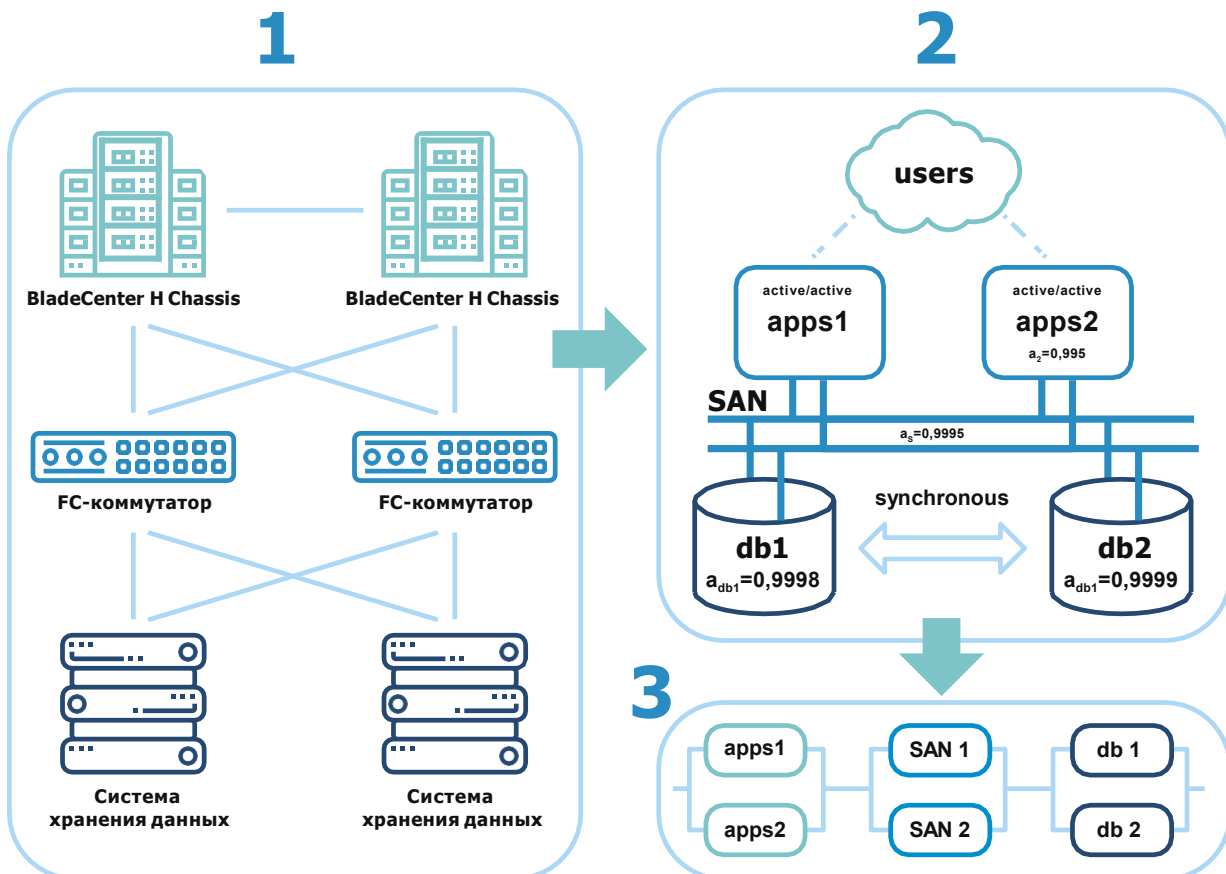 1
BladeCenter H Chassis
BladeCenter H Chassis
FC-коммутатор
FC-коммутатор
Система
хранения данных
Система
хранения данных
2
users
active/active
apps1
active/active
apps2
a2=0,995
SAN
as=0,9995
synchronous
db1
adb1=0,9998
db2
adb1=0,9999
3
apps1
SAN 1
db 1
apps2
SAN 2
db 2